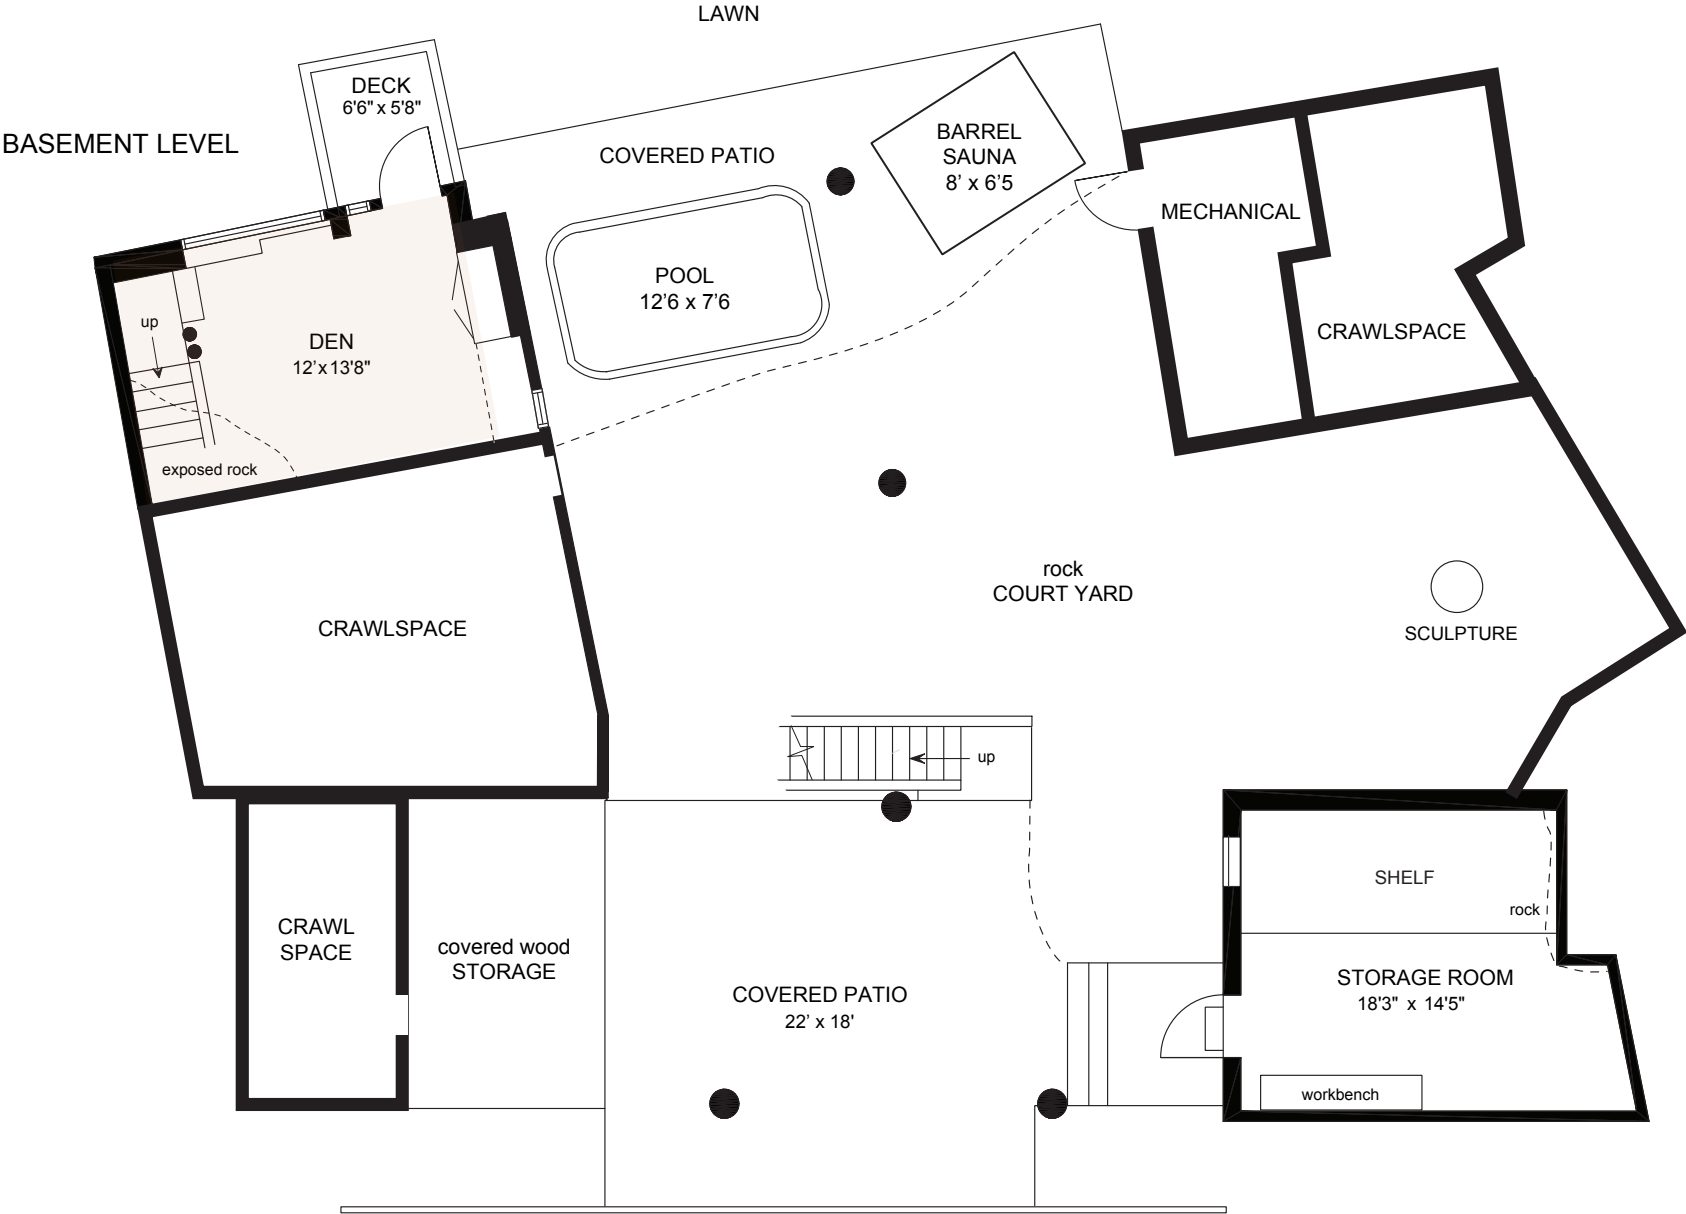 LAWN
DECK
6'6" x 5'8"
BASEMENT LEVEL
COVERED PATIO
BARREL
SAUNA
8’ x 6’5
MECHANICAL
POOL
12’6 x 7’6
up
DEN
12’x 13'8"
CRAWLSPACE
exposed rock
rock
COURT YARD
CRAWLSPACE
SCULPTURE
up
SHELF
rock
CRAWL
SPACE
covered wood
STORAGE
COVERED PATIO
22’ x 18'
STORAGE ROOM
18'3" x 14'5"
workbench